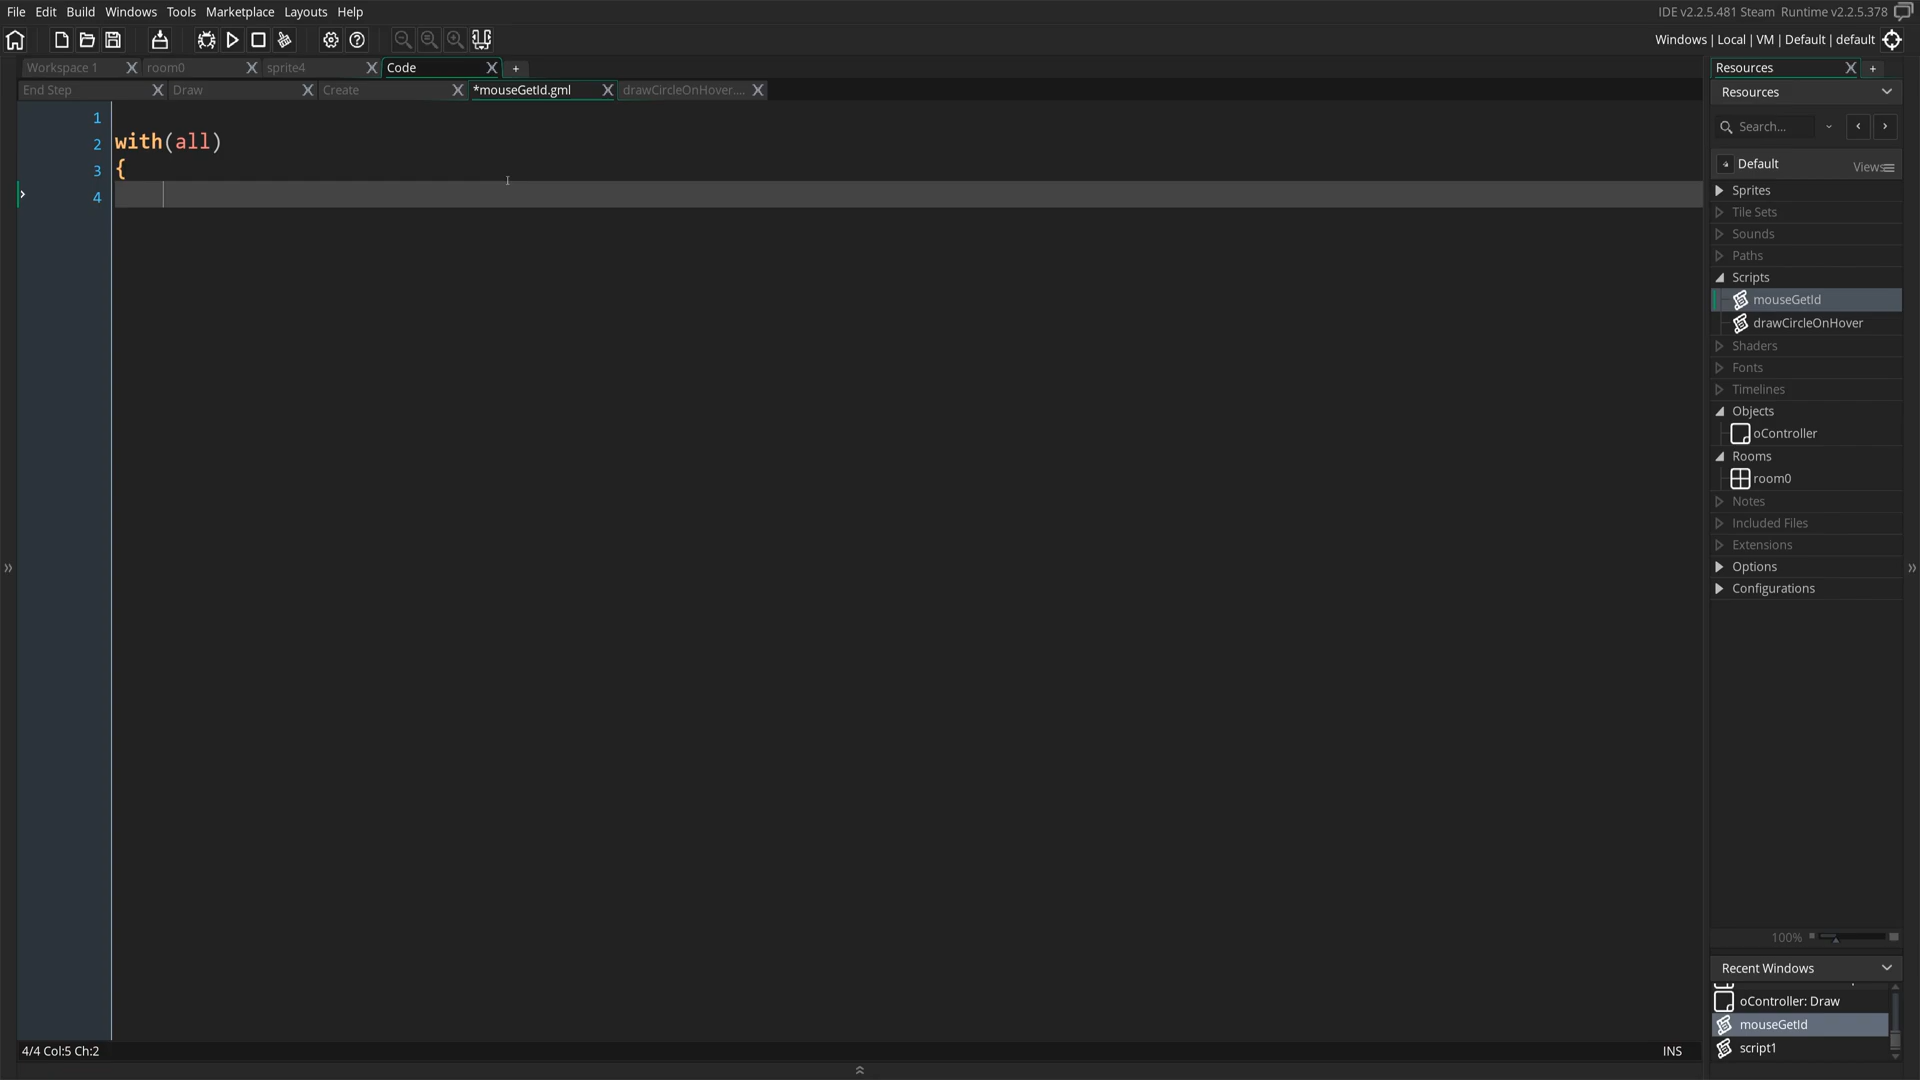 File Edit Build Windows Tools Marketplace Layouts Help
IDE v2.2.5.481 Steam Runtime v2.2.5.378
Windows | Local | VM | Default | default
Workspace 1 X room0 X sprite4 X Code X +
End Step X Draw X Create X *mouseGetId.gml X drawCircleOnHover.... X
1
2 with(all)
3 {
4
Resources X +
Resources
Search...
Default Views
Sprites
Tile Sets
Sounds
Paths
Scripts
mouseGetId
drawCircleOnHover
Shaders
Fonts
Timelines
Objects
oController
Rooms
room0
Notes
Included Files
Extensions
Options
Configurations
100%
Recent Windows
oController: Draw
mouseGetId
script1
4/4 Col:5 Ch:2 INS